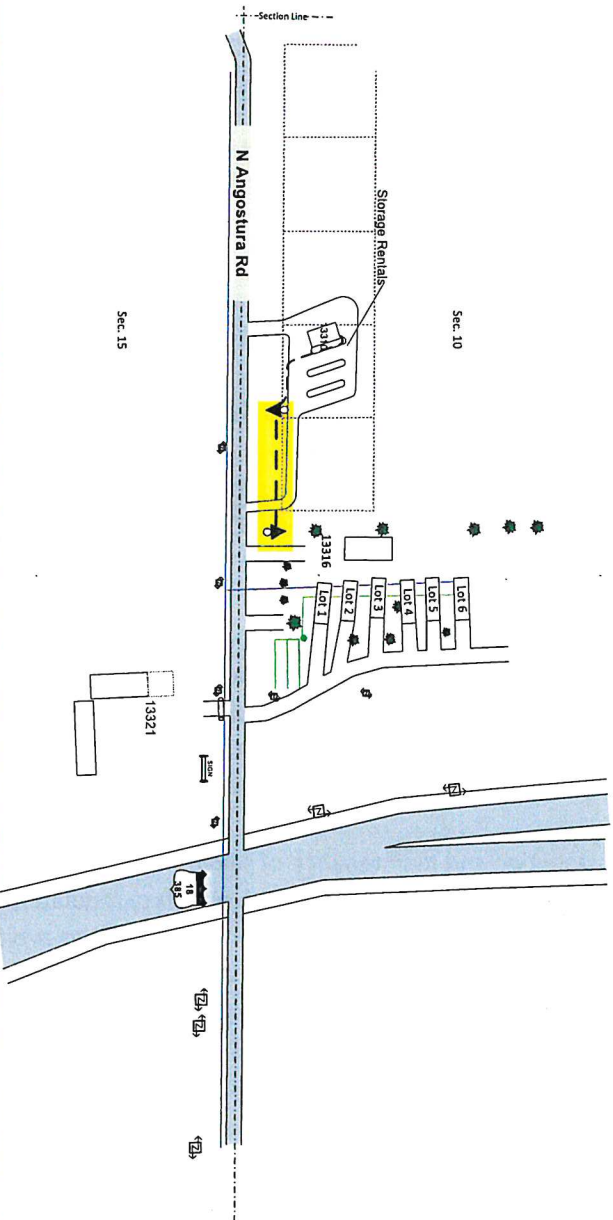 Section Line
N Angostura Rd
Storage Rentals
Sec. 10
Sec. 15
13316
Lot 1
Lot 2
Lot 3
Lot 4
Lot 5
Lot 6
13321
SIGN
18
385
N
N
N
N
N